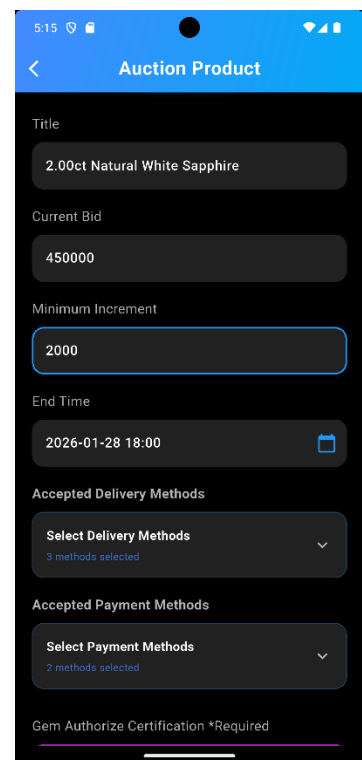 5:15
Auction Product
Title
2.00ct Natural White Sapphire
Current Bid
450000
Minimum Increment
2000
End Time
2026-01-28 18:00
Accepted Delivery Methods
Select Delivery Methods
3 methods selected
Accepted Payment Methods
Select Payment Methods
2 methods selected
Gem Authorize Certification *Required